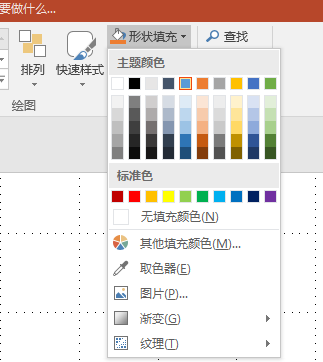 要做什么...
形状填充
查找
排列
快速样式
绘图
主题颜色
标准色
无填充颜色(N)
其他填充颜色(M)...
取色器(E)
图片(P)...
渐变(G)
纹理(T)